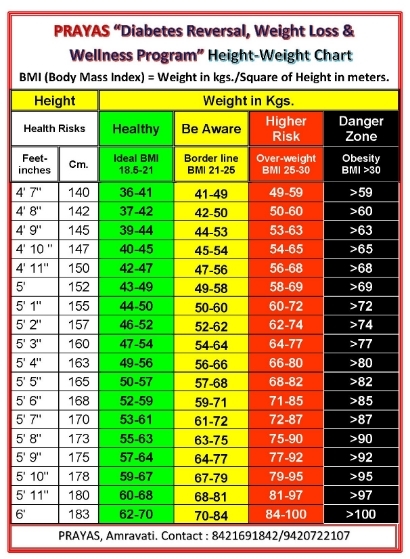 PRAYAS “Diabetes Reversal, Weight Loss &
Wellness Program” Height-Weight Chart
BMI (Body Mass Index) = Weight in kgs./Square of Height in meters.
Height Weight in Kgs.
Health Risks Healthy Be Aware Higher Risk Danger Zone
Feet-inches Cm. Ideal BMI 18.5-21 Border line BMI 21-25 Over-weight BMI 25-30 Obesity BMI >30
4' 7" 140 36-41 41-49 49-59 >59
4' 8" 142 37-42 42-50 50-60 >60
4' 9" 145 39-44 44-53 53-63 >63
4' 10 " 147 40-45 45-54 54-65 >65
4' 11" 150 42-47 47-56 56-68 >68
5' 152 43-49 49-58 58-69 >69
5' 1" 155 44-50 50-60 60-72 >72
5' 2" 157 46-52 52-62 62-74 >74
5' 3" 160 47-54 54-64 64-77 >77
5' 4" 163 49-56 56-66 66-80 >80
5' 5" 165 50-57 57-68 68-82 >82
5' 6" 168 52-59 59-71 71-85 >85
5' 7" 170 53-61 61-72 72-87 >87
5' 8" 173 55-63 63-75 75-90 >90
5' 9" 175 57-64 64-77 77-92 >92
5' 10" 178 59-67 67-79 79-95 >95
5' 11" 180 60-68 68-81 81-97 >97
6' 183 62-70 70-84 84-100 >100
PRAYAS, Amravati. Contact : 8421691842/9420722107